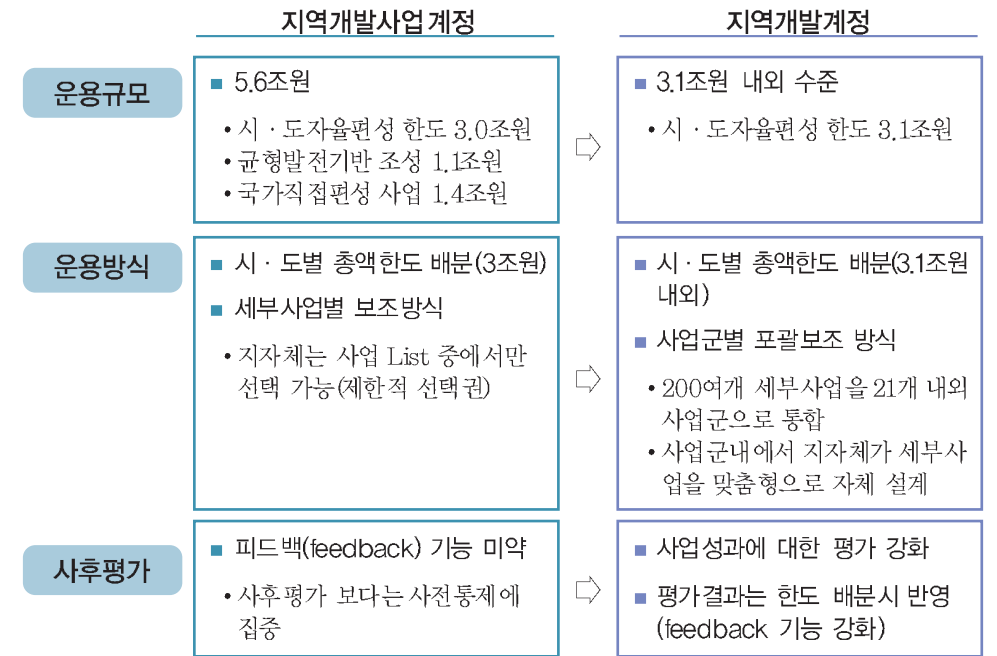 지역개발사업계정
지역개발계정
운용규모
■ 5.6조원
• 시 · 도자율편성 한도 3.0조원
• 균형발전기반 조성 1.1조원
• 국가직접편성 사업 1.4조원
■ 3.1조원 내외 수준
• 시 · 도자율편성 한도 3.1조원
운용방식
■ 시 · 도별 총액한도 배분(3조원)
■ 세부사업별 보조방식
• 지자체는 사업 List 중에서만
선택 가능(제한적 선택권)
■ 시 · 도별 총액한도 배분(3.1조원
내외)
■ 사업군별 포괄보조 방식
• 200여개 세부사업을 21개 내외
사업군으로 통합
• 사업군내에서 지자체가 세부사
업을 맞춤형으로 자체 설계
사후평가
■ 피드백(feedback) 기능 미약
• 사후평가 보다는 사전통제에
집중
■ 사업성과에 대한 평가 강화
■ 평가결과는 한도 배분시 반영
(feedback 기능 강화)